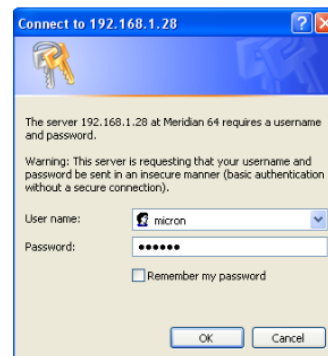 Connect to 192.168.1.28
The server 192.168.1.28 at Meridian 64 requires a username
and password.
Warning: This server is requesting that your username and
password be sent in an insecure manner (basic authentication
without a secure connection).
User name:
micron
Password:
••••••
Remember my password
OK
Cancel